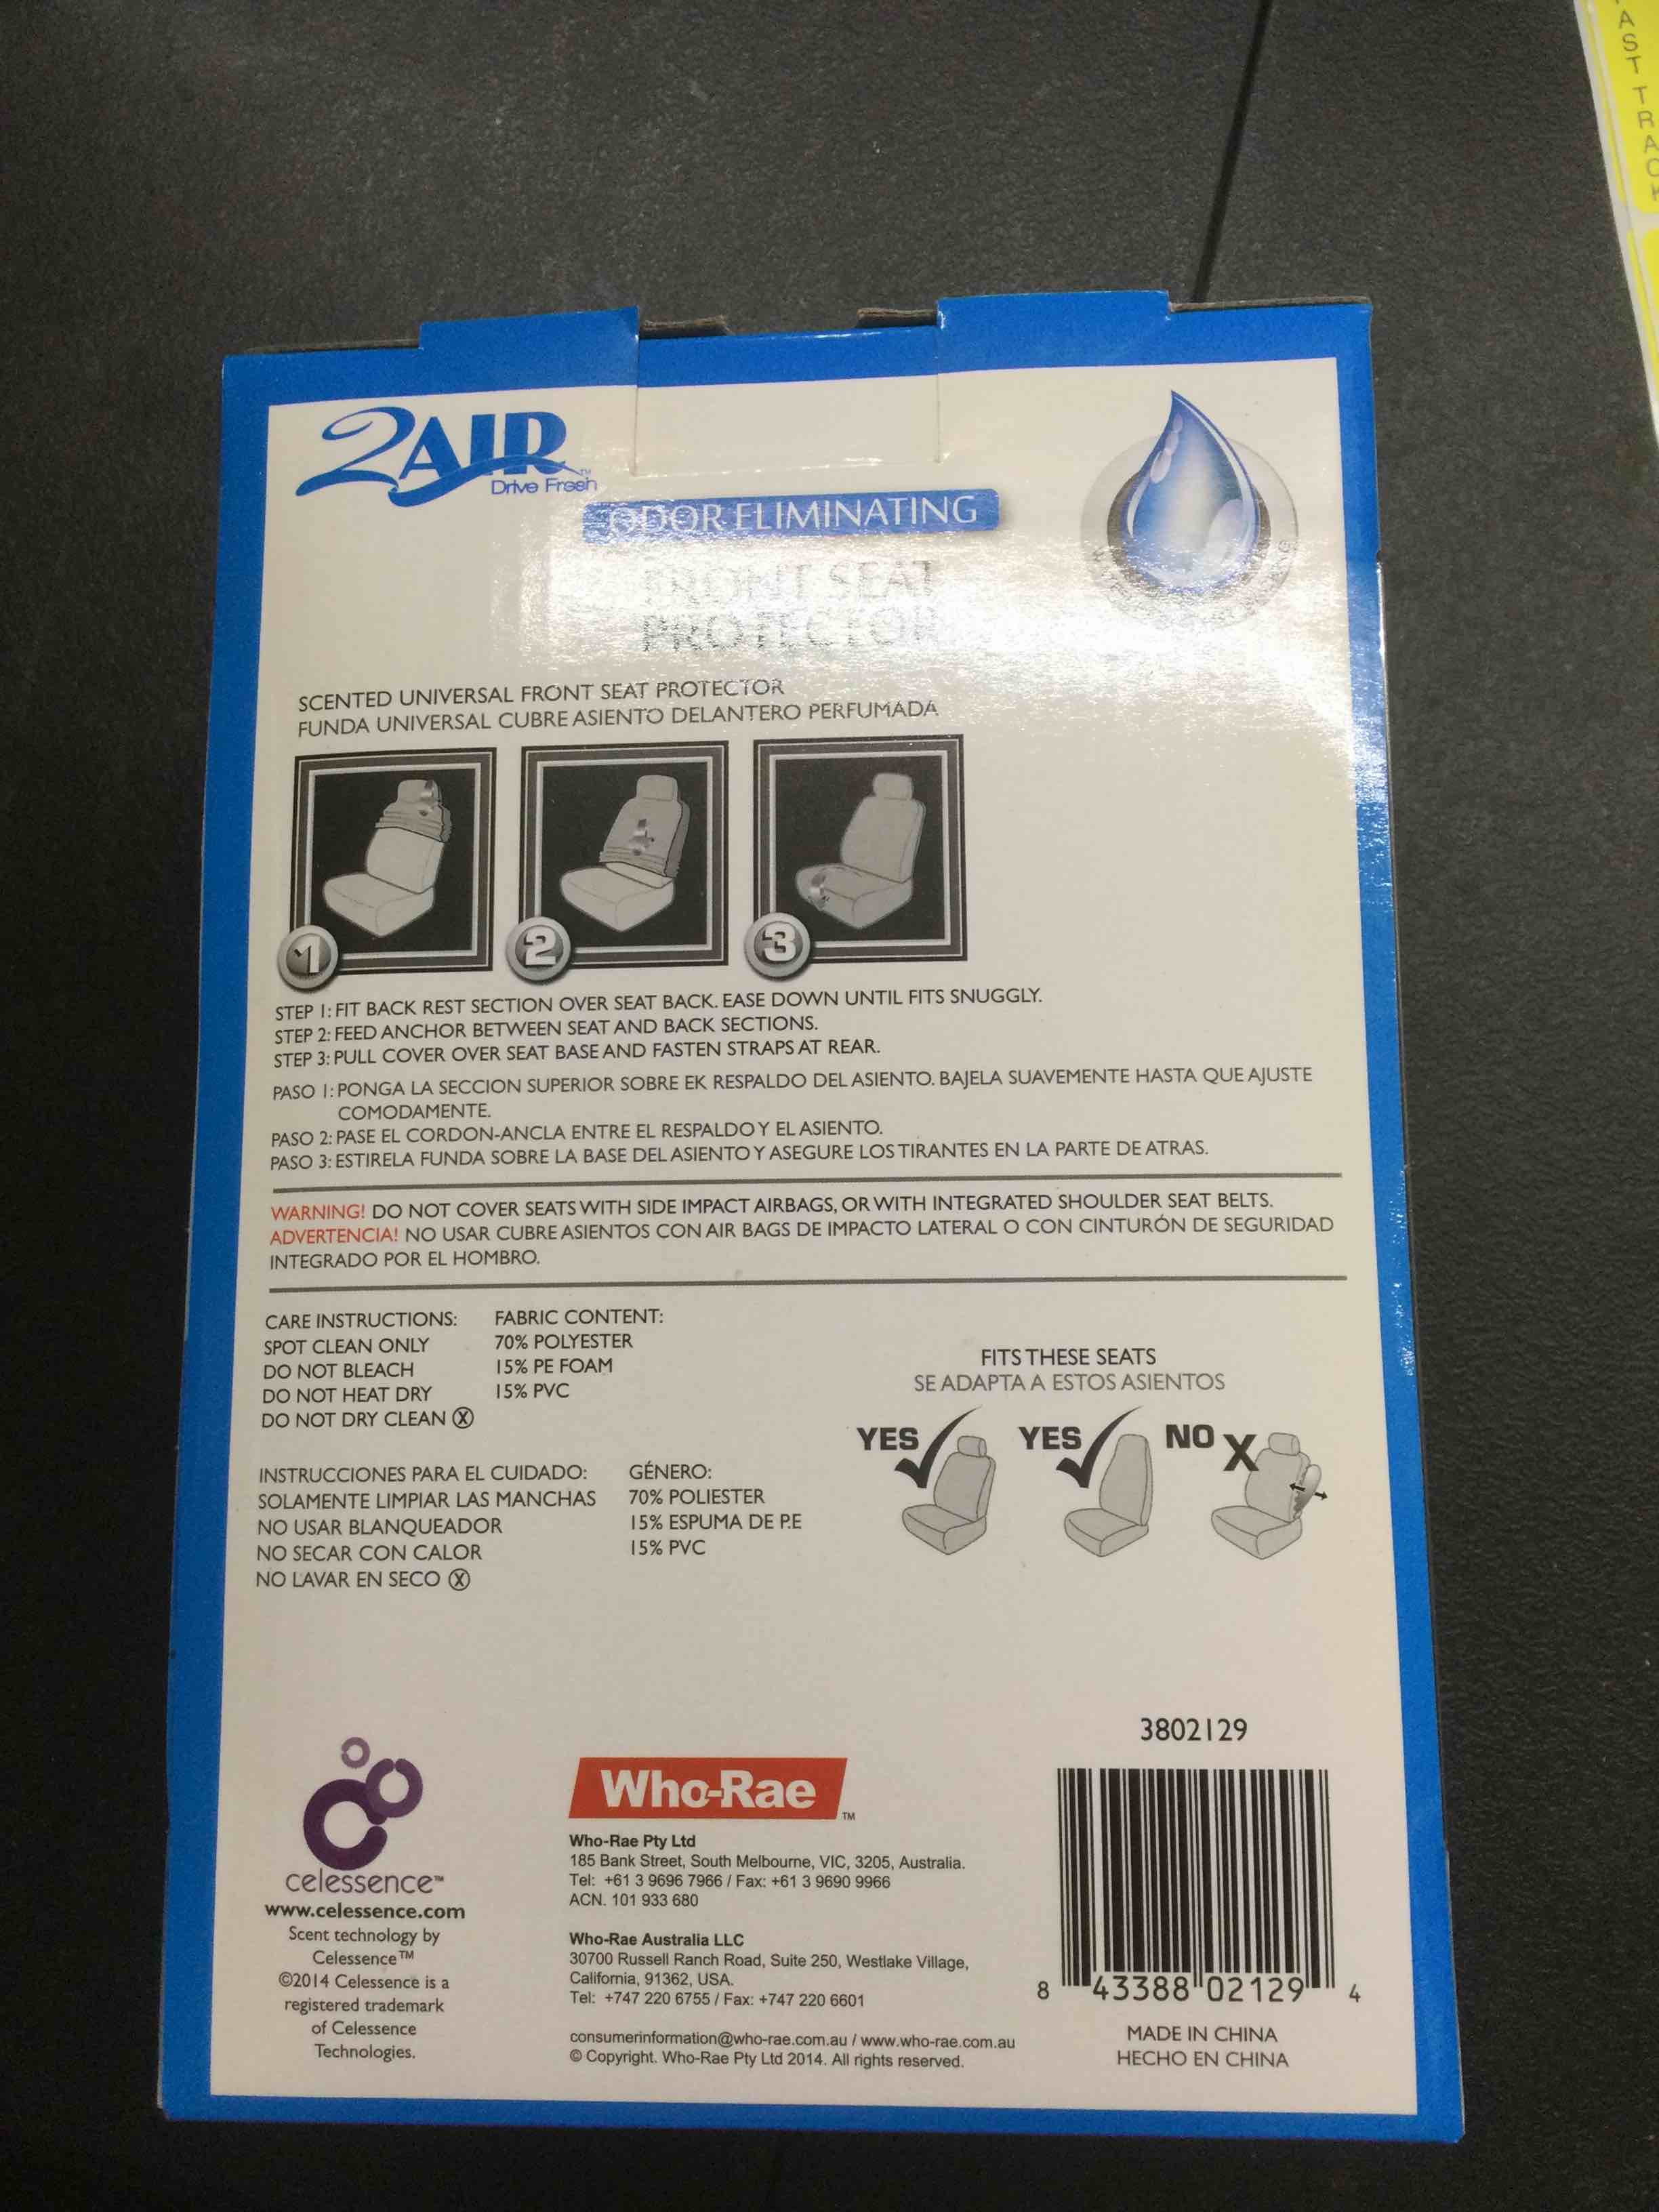 2AIR™
Drive Fresh
ODOR ELIMINATING
FRONT SEAT
PROTECTOR
SCENTED UNIVERSAL FRONT SEAT PROTECTOR
FUNDA UNIVERSAL CUBRE ASIENTO DELANTERO PERFUMADA
1 2 3
STEP 1: FIT BACK REST SECTION OVER SEAT BACK. EASE DOWN UNTIL FITS SNUGGLY.
STEP 2: FEED ANCHOR BETWEEN SEAT AND BACK SECTIONS.
STEP 3: PULL COVER OVER SEAT BASE AND FASTEN STRAPS AT REAR.
PASO 1: PONGA LA SECCION SUPERIOR SOBRE EK RESPALDO DEL ASIENTO. BAJELA SUAVEMENTE HASTA QUE AJUSTE
COMODAMENTE.
PASO 2: PASE EL CORDON-ANCLA ENTRE EL RESPALDO Y EL ASIENTO.
PASO 3: ESTIRELA FUNDA SOBRE LA BASE DEL ASIENTO Y ASEGURE LOS TIRANTES EN LA PARTE DE ATRAS.
WARNING! DO NOT COVER SEATS WITH SIDE IMPACT AIRBAGS, OR WITH INTEGRATED SHOULDER SEAT BELTS.
ADVERTENCIA! NO USAR CUBRE ASIENTOS CON AIR BAGS DE IMPACTO LATERAL O CON CINTURÓN DE SEGURIDAD
INTEGRADO POR EL HOMBRO.
CARE INSTRUCTIONS:
SPOT CLEAN ONLY
DO NOT BLEACH
DO NOT HEAT DRY
DO NOT DRY CLEAN ⓧ
FABRIC CONTENT:
70% POLYESTER
15% PE FOAM
15% PVC
INSTRUCCIONES PARA EL CUIDADO:
SOLAMENTE LIMPIAR LAS MANCHAS
NO USAR BLANQUEADOR
NO SECAR CON CALOR
NO LAVAR EN SECO ⓧ
GÉNERO:
70% POLIESTER
15% ESPUMA DE P.E
15% PVC
FITS THESE SEATS
SE ADAPTA A ESTOS ASIENTOS
YES YES NO X
celessence™
www.celessence.com
Scent technology by
Celessence™
©2014 Celessence is a
registered trademark
of Celessence
Technologies.
Who-Rae™
Who-Rae Pty Ltd
185 Bank Street, South Melbourne, VIC, 3205, Australia.
Tel: +61 3 9696 7966 / Fax: +61 3 9690 9966
ACN. 101 933 680
Who-Rae Australia LLC
30700 Russell Ranch Road, Suite 250, Westlake Village,
California, 91362, USA.
Tel: +747 220 6755 / Fax: +747 220 6601
consumerinformation@who-rae.com.au / www.who-rae.com.au
© Copyright. Who-Rae Pty Ltd 2014. All rights reserved.
3802129
8 43388 02129 4
MADE IN CHINA
HECHO EN CHINA